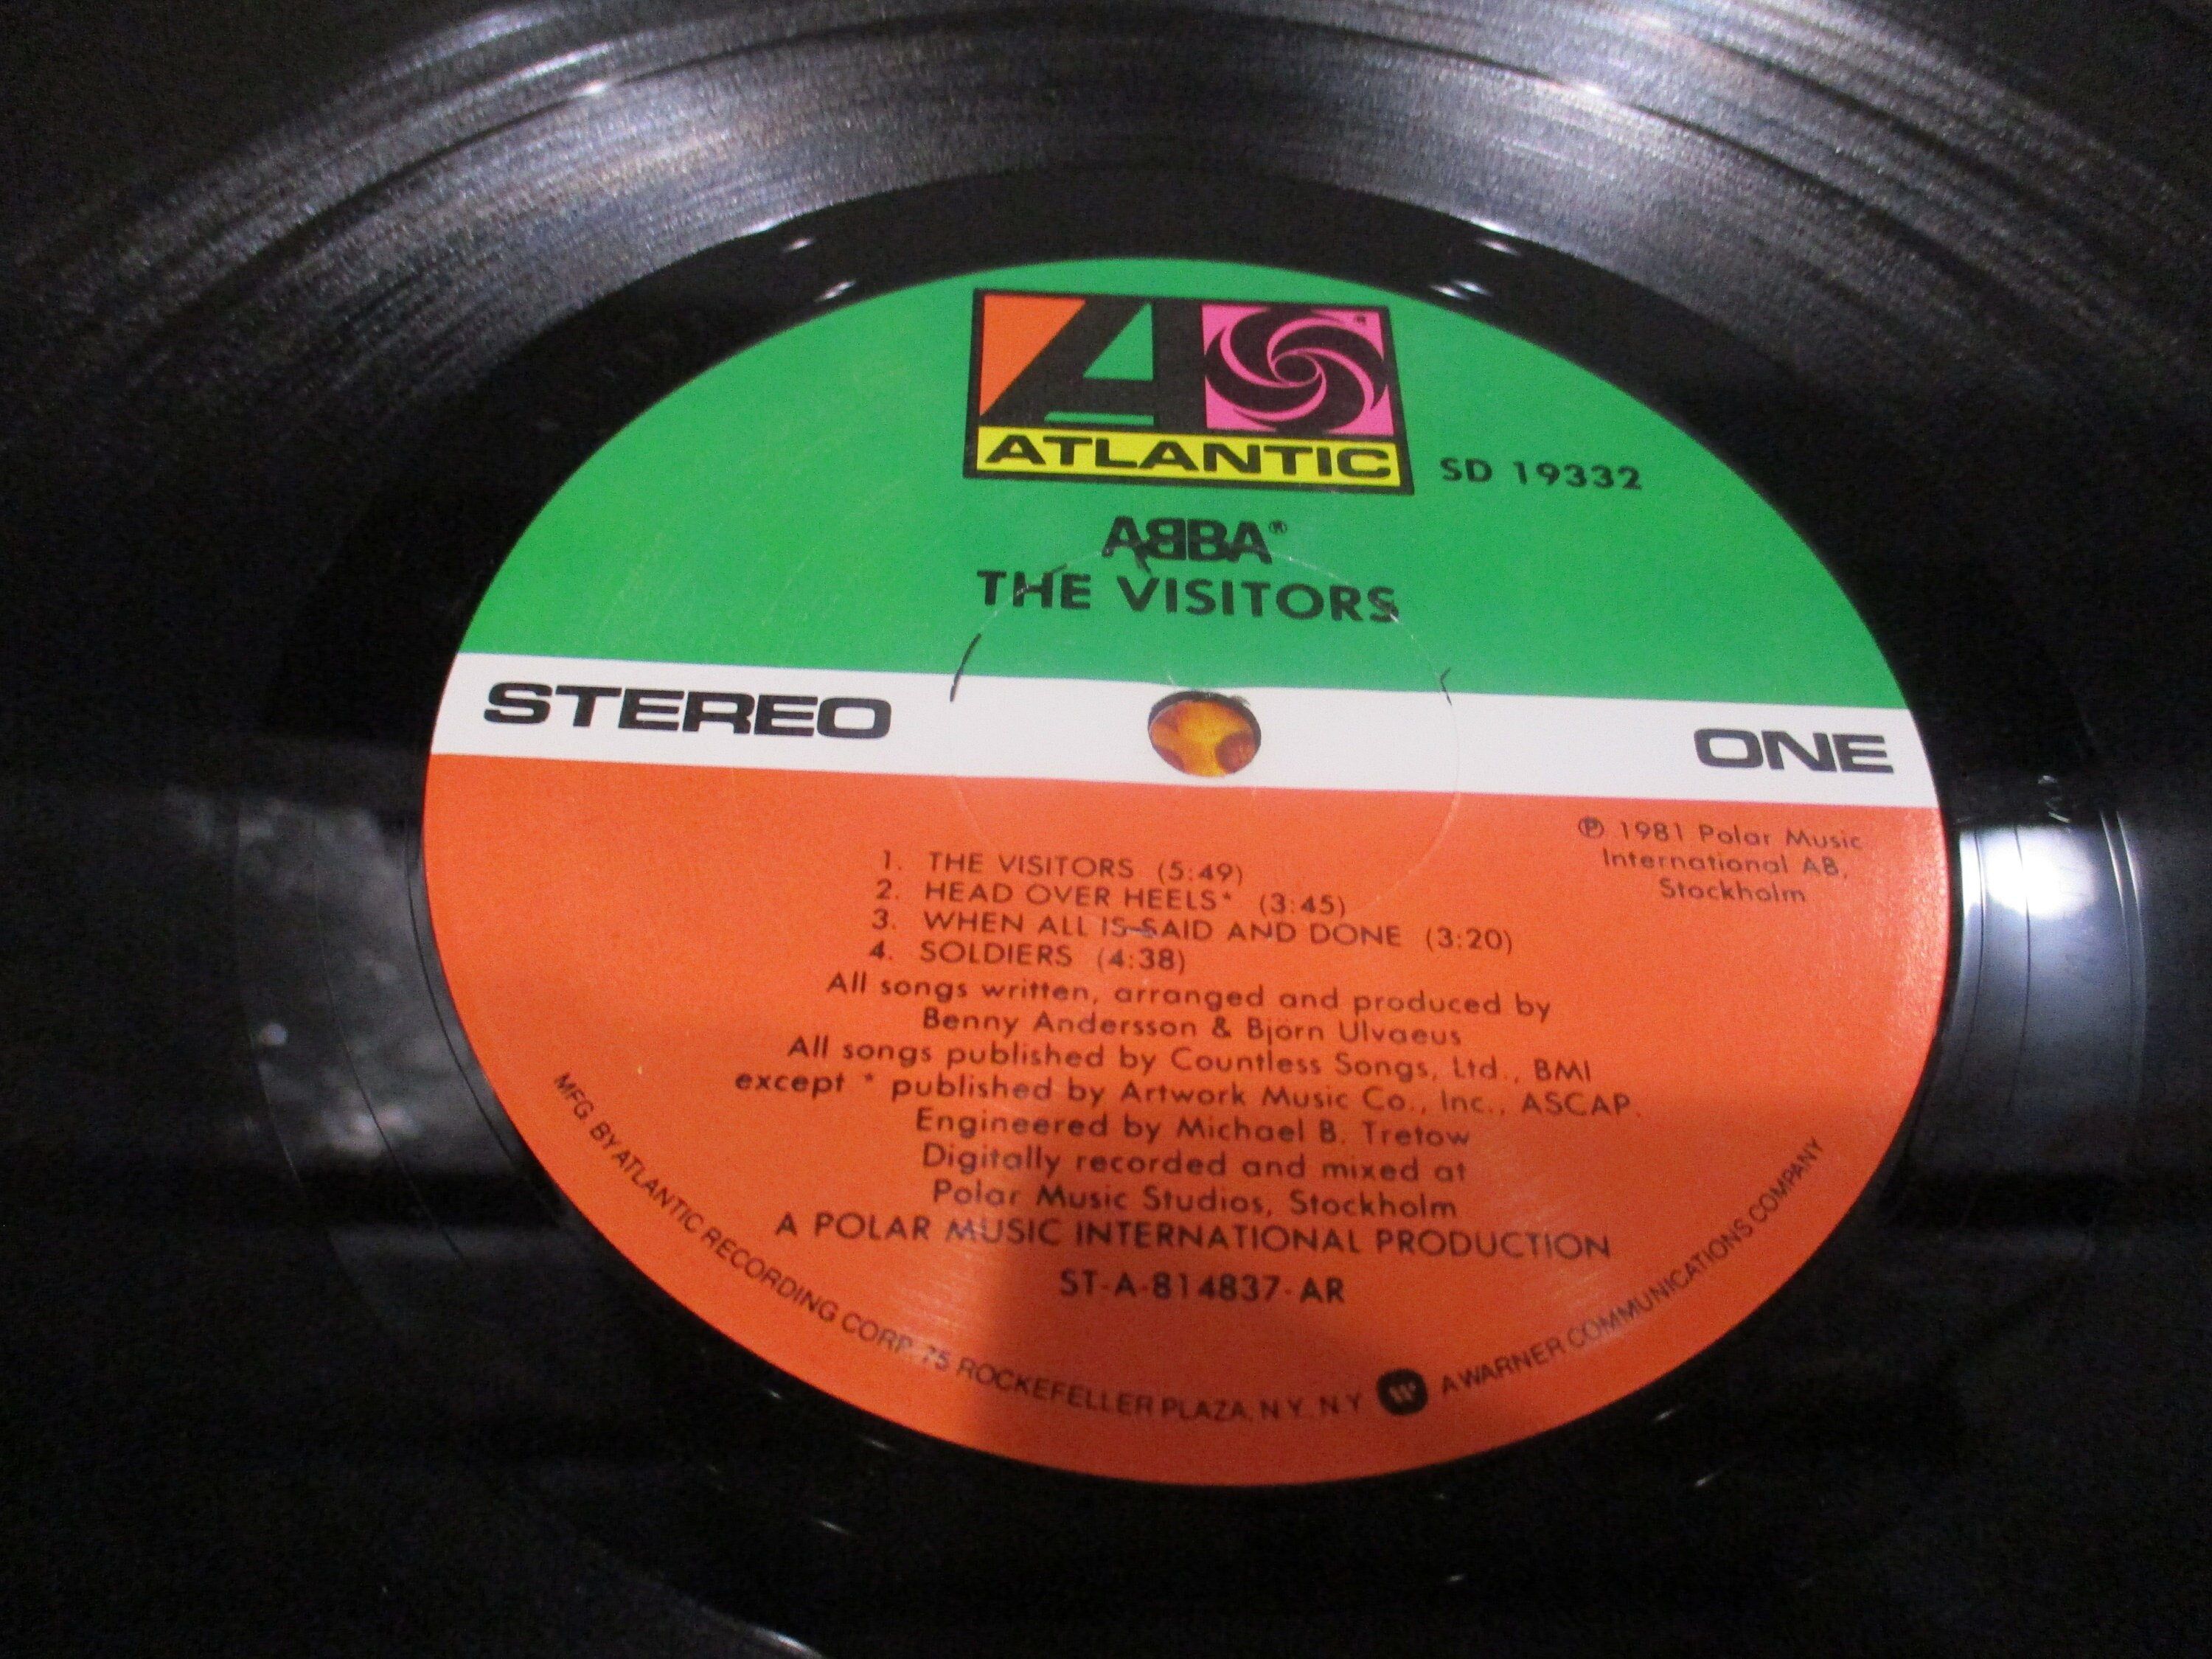 ATLANTIC
SD 19332
ABBA®
THE VISITORS
STEREO
ONE
℗ 1981 Polar Music
International AB,
Stockholm
1. THE VISITORS (5:49)
2. HEAD OVER HEELS* (3:45)
3. WHEN ALL IS SAID AND DONE (3:20)
4. SOLDIERS (4:38)
All songs written, arranged and produced by
Benny Andersson & Björn Ulvaeus
All songs published by Countless Songs, Ltd., BMI
except * published by Artwork Music Co., Inc., ASCAP.
Engineered by Michael B. Tretow
Digitally recorded and mixed at
Polar Music Studios, Stockholm
A POLAR MUSIC INTERNATIONAL PRODUCTION
ST-A-814837-AR
MFG. BY ATLANTIC RECORDING CORP. 75 ROCKEFELLER PLAZA, N.Y. N.Y. A WARNER COMMUNICATIONS COMPANY